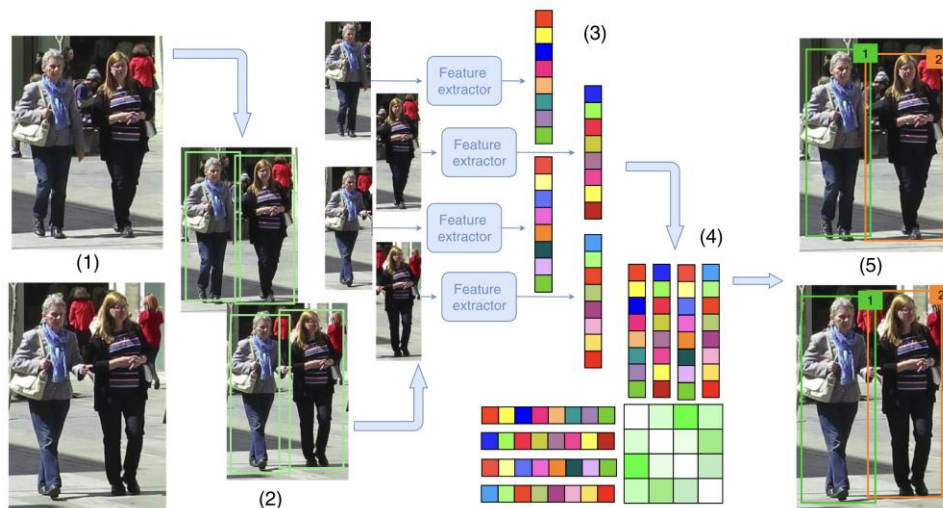 (1)
(2)
Feature
extractor
Feature
extractor
Feature
extractor
Feature
extractor
(3)
(4)
1
2
(5)
1
2